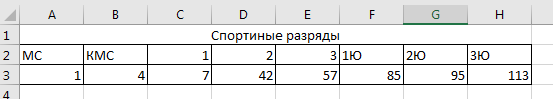 A B C D E F G H
1 Спортиные разряды
2 МС КМС 1 2 3 1Ю 2Ю 3Ю
3 1 4 7 42 57 85 95 113
4